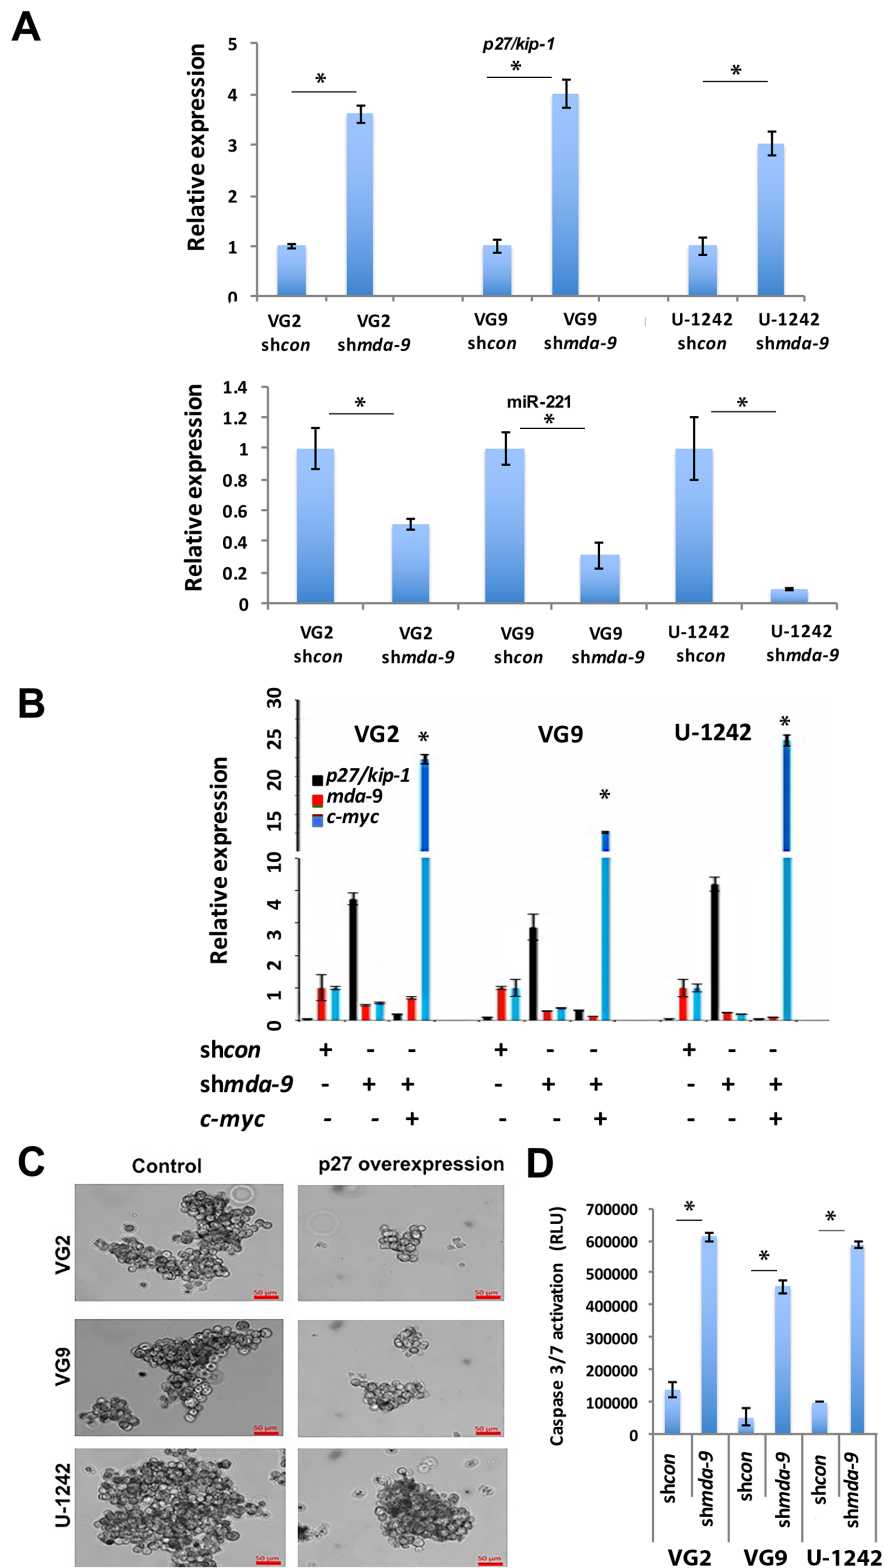 A
p27/kip-1
Relative expression
5
4
3
2
1
0
* * *
VG2 VG2 VG9 VG9 U-1242 U-1242
shcon shmda-9 shcon shmda-9 shcon shmda-9
miR-221
Relative expression
1.4
1.2
1
0.8
0.6
0.4
0.2
0
* * *
VG2 VG2 VG9 VG9 U-1242 U-1242
shcon shmda-9 shcon shmda-9 shcon shmda-9
B
Relative expression
30
25
20
15
10
4
3
2
1
0
VG2 * VG9 * U-1242 *
p27/kip-1
mda-9
c-myc
shcon + - - + - - + - -
shmda-9 - + + - + + - + +
c-myc - - + - - + - - +
C
Control p27 overexpression
VG2
50 µm 50 µm
VG9
50 µm 50 µm
U-1242
50 µm 50 µm
D
Caspase 3/7 activation (RLU)
700000
600000
500000
400000
300000
200000
100000
0
* * *
shcon shmda-9 shcon shmda-9 shcon shmda-9
VG2 VG9 U-1242